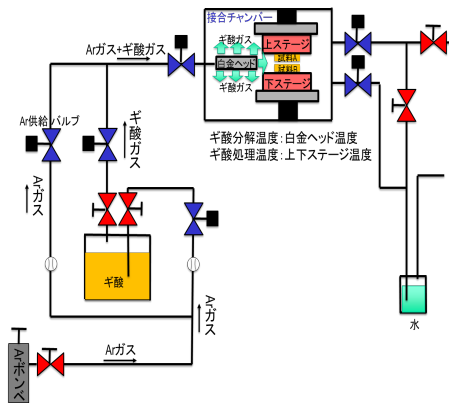 接合チャンバー
Arガス+ギ酸ガス
ギ酸ガス
白金ヘッド
ギ酸ガス
上ステージ
試料A
試料B
下ステージ
ギ酸分解温度:白金ヘッド温度
ギ酸処理温度:上下ステージ温度
Ar供給バルブ
ギ酸ガス
Arガス
ギ酸
Arガス
Arガス
Arボンベ
水